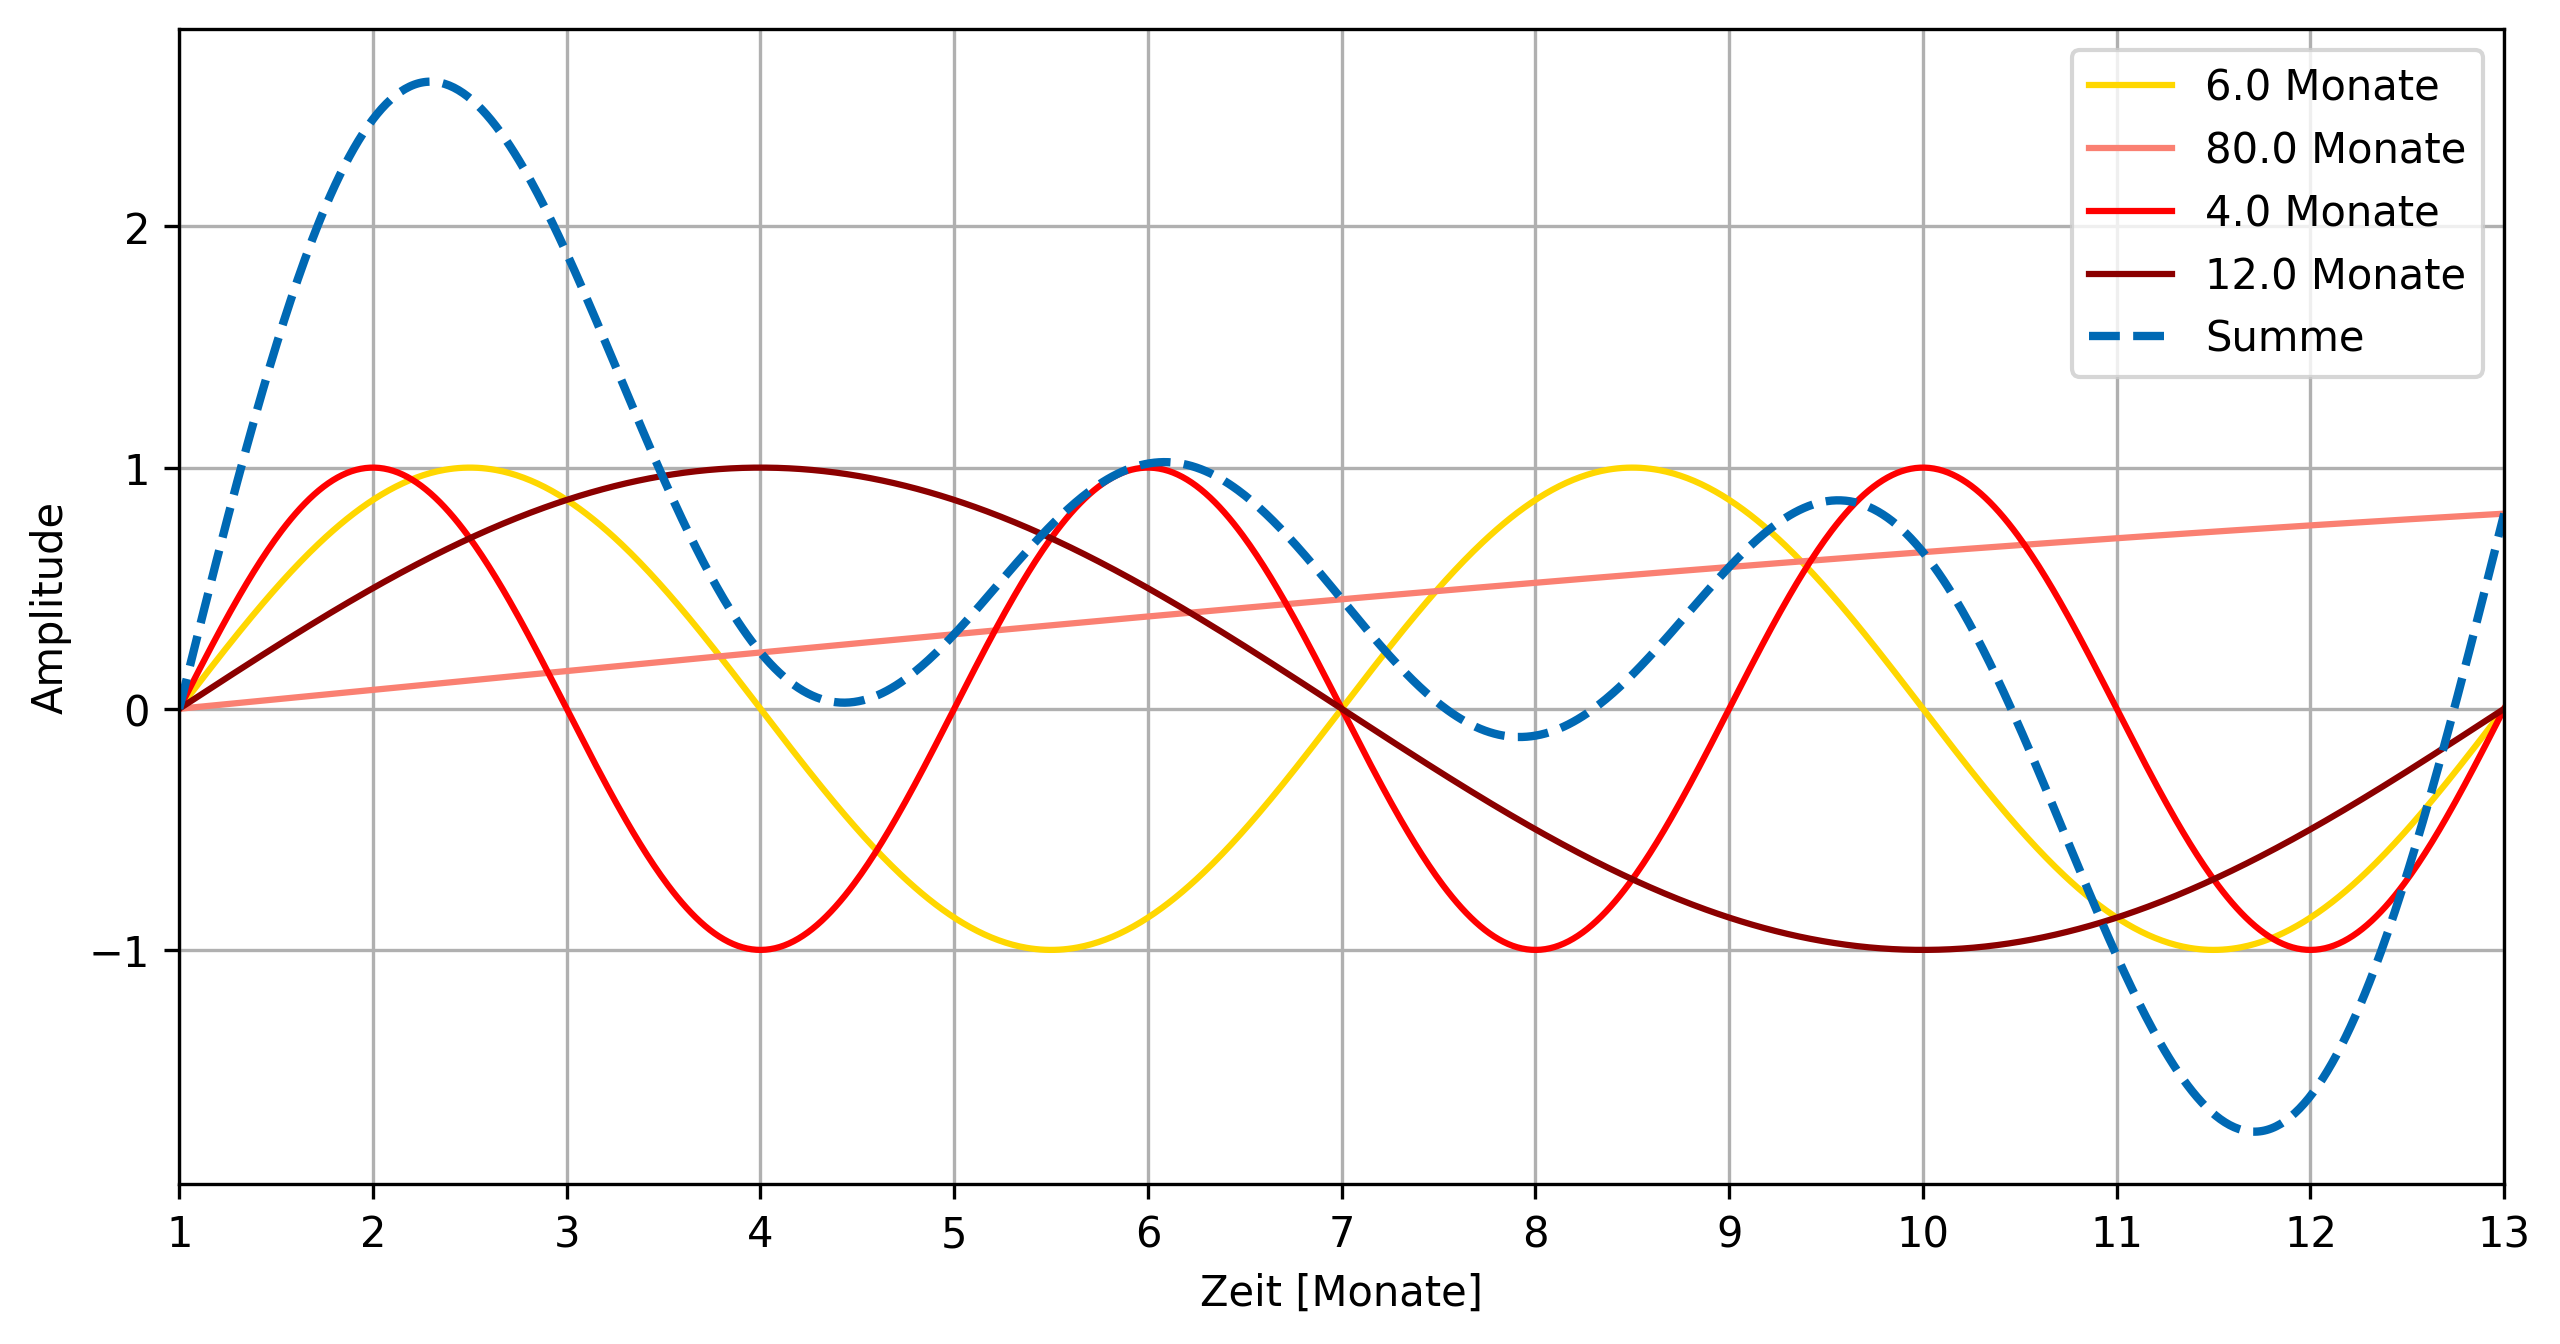 6.0 Monate
80.0 Monate
4.0 Monate
12.0 Monate
Summe
2
1
0
−1
Amplitude
1 2 3 4 5 6 7 8 9 10 11 12 13
Zeit [Monate]